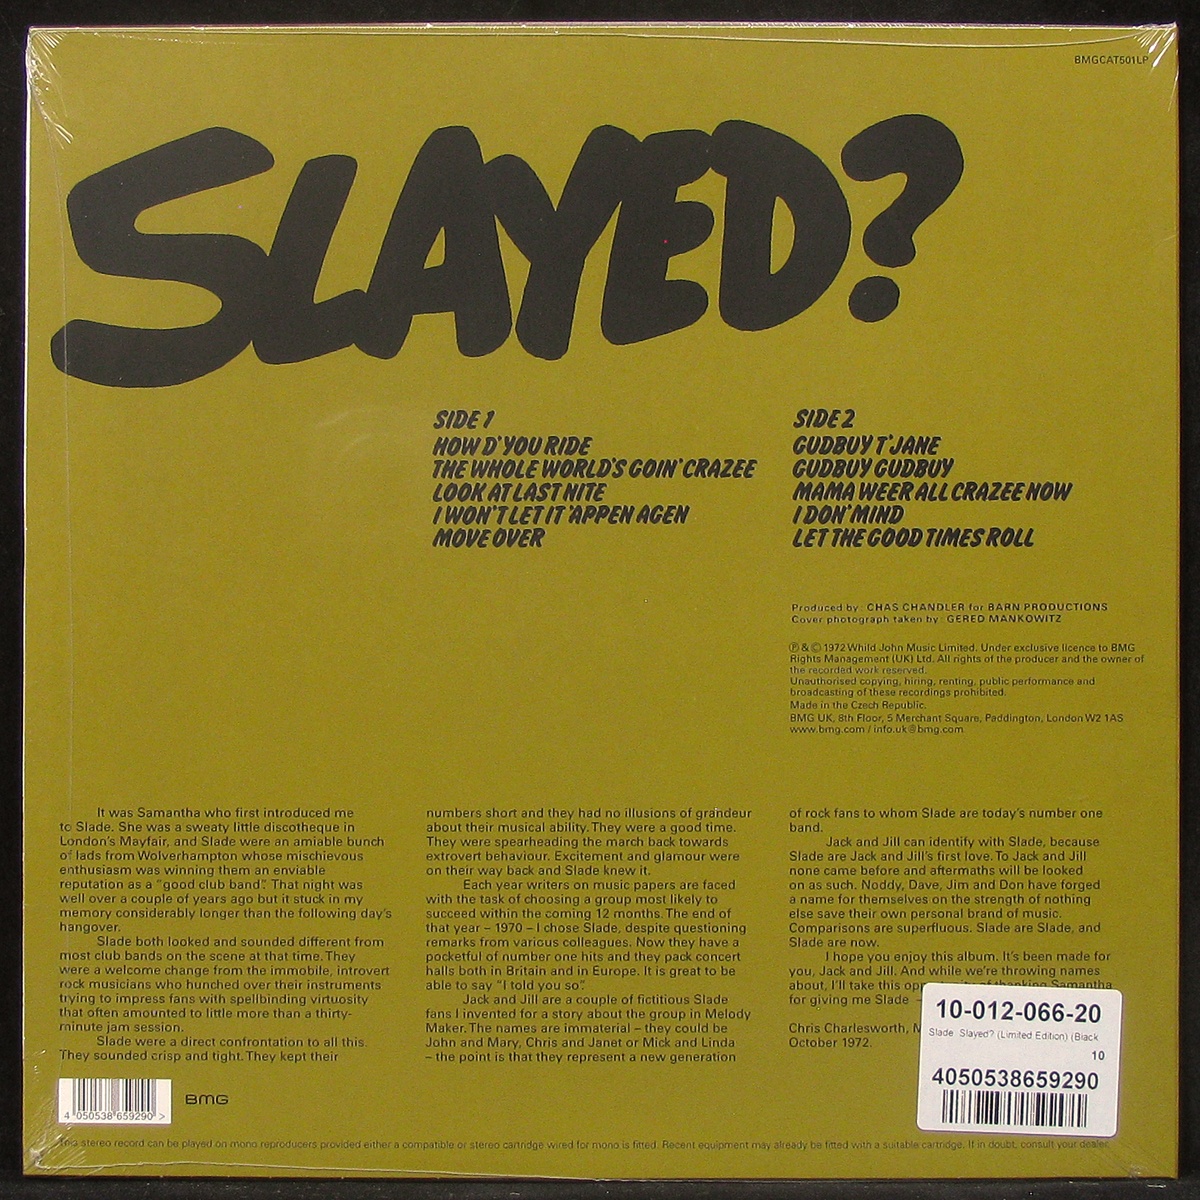 BMGCAT501LP
SLAYED?
SIDE 1
HOW D'YOU RIDE
THE WHOLE WORLD'S GOIN' CRAZEE
LOOK AT LAST NITE
I WON'T LET IT 'APPEN AGEN
MOVE OVER
SIDE 2
GUDBUY T'JANE
GUDBUY GUDBUY
MAMA WEER ALL CRAZEE NOW
I DON' MIND
LET THE GOOD TIMES ROLL
Produced by: CHAS CHANDLER for BARN PRODUCTIONS
Cover photograph taken by: GERED MANKOWITZ
℗ & © 1972 Whild John Music Limited. Under exclusive licence to BMG
Rights Management (UK) Ltd. All rights of the producer and the owner of
the recorded work reserved.
Unauthorised copying, hiring, renting, public performance and
broadcasting of these recordings prohibited.
Made in the Czech Republic.
BMG UK, 8th Floor, 5 Merchant Square, Paddington, London W2 1AS
www.bmg.com / info.uk@bmg.com
It was Samantha who first introduced me
to Slade. She was a sweaty little discotheque in
London's Mayfair, and Slade were an amiable bunch
of lads from Wolverhampton whose mischievous
enthusiasm was winning them an enviable
reputation as a "good club band". That night was
well over a couple of years ago but it stuck in my
memory considerably longer than the following day's
hangover.
Slade both looked and sounded different from
most club bands on the scene at that time. They
were a welcome change from the immobile, introvert
rock musicians who hunched over their instruments
trying to impress fans with spellbinding virtuosity
that often amounted to little more than a thirty-
minute jam session.
Slade were a direct confrontation to all this.
They sounded crisp and tight. They kept their
numbers short and they had no illusions of grandeur
about their musical ability. They were a good time.
They were spearheading the march back towards
extrovert behaviour. Excitement and glamour were
on their way back and Slade knew it.
Each year writers on music papers are faced
with the task of choosing a group most likely to
succeed within the coming 12 months. The end of
that year – 1970 – I chose Slade, despite questioning
remarks from various colleagues. Now they have a
pocketful of number one hits and they pack concert
halls both in Britain and in Europe. It is great to be
able to say "I told you so".
Jack and Jill are a couple of fictitious Slade
fans I invented for a story about the group in Melody
Maker. The names are immaterial – they could be
John and Mary, Chris and Janet or Mick and Linda
– the point is that they represent a new generation
of rock fans to whom Slade are today's number one
band.
Jack and Jill can identify with Slade, because
Slade are Jack and Jill's first love. To Jack and Jill
none came before and aftermaths will be looked
on as such. Noddy, Dave, Jim and Don have forged
a name for themselves on the strength of nothing
else save their own personal brand of music.
Comparisons are superfluous. Slade are Slade, and
Slade are now.
I hope you enjoy this album. It's been made for
you, Jack and Jill. And while we're throwing names
about, I'll take this of thanking Samantha
for giving me Slade –
Chris Charlesworth,
October 1972.
10-012-066-20
Slade Slayed? (Limited Edition) (Black
10
4050538659290
4 050538 659290 >
BMG
This stereo record can be played on mono reproducers provided either a compatible or stereo cartridge wired for mono is fitted. Recent equipment may already be fitted with a suitable cartridge. If in doubt, consult your dealer.